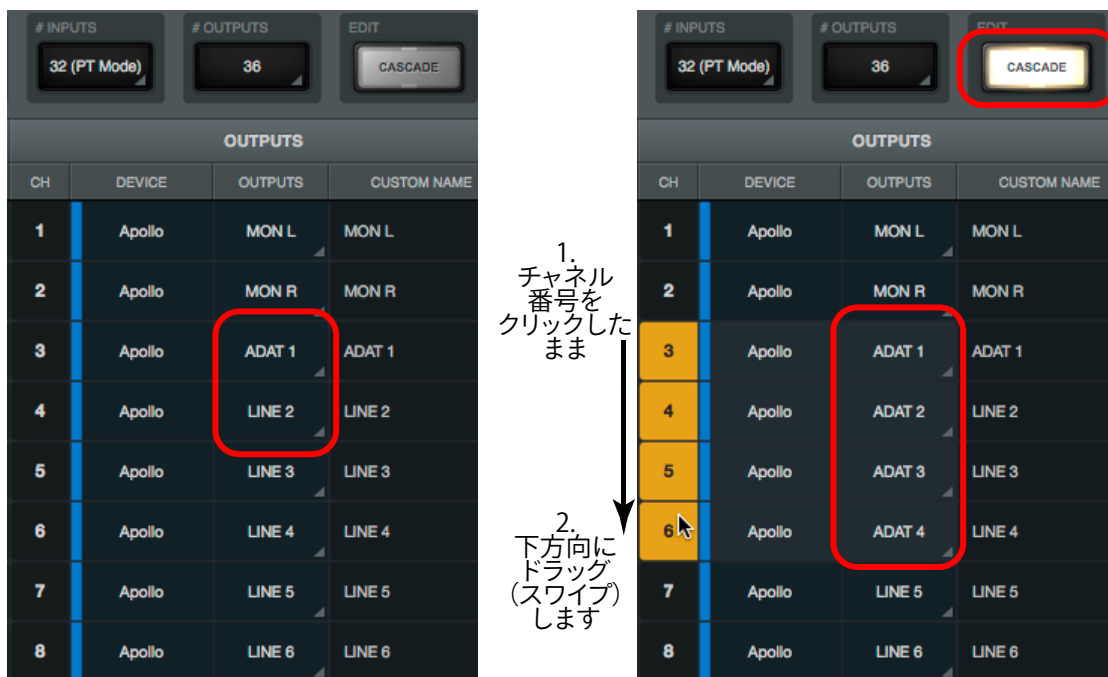 # INPUTS # OUTPUTS EDIT
32 (PT Mode) 36 CASCADE
OUTPUTS
CH DEVICE OUTPUTS CUSTOM NAME
1 Apollo MON L MON L
2 Apollo MON R MON R
3 Apollo ADAT 1 ADAT 1
4 Apollo LINE 2 LINE 2
5 Apollo LINE 3 LINE 3
6 Apollo LINE 4 LINE 4
7 Apollo LINE 5 LINE 5
8 Apollo LINE 6 LINE 6
1.
チャネル
番号を
クリックした
まま
2.
下方向に
ドラッグ
(スワイプ)
します
# INPUTS # OUTPUTS EDIT
32 (PT Mode) 36 CASCADE
OUTPUTS
CH DEVICE OUTPUTS CUSTOM NAME
1 Apollo MON L MON L
2 Apollo MON R MON R
3 Apollo ADAT 1 ADAT 1
4 Apollo ADAT 2 LINE 2
5 Apollo ADAT 3 LINE 3
6 Apollo ADAT 4 LINE 4
7 Apollo LINE 5 LINE 5
8 Apollo LINE 6 LINE 6